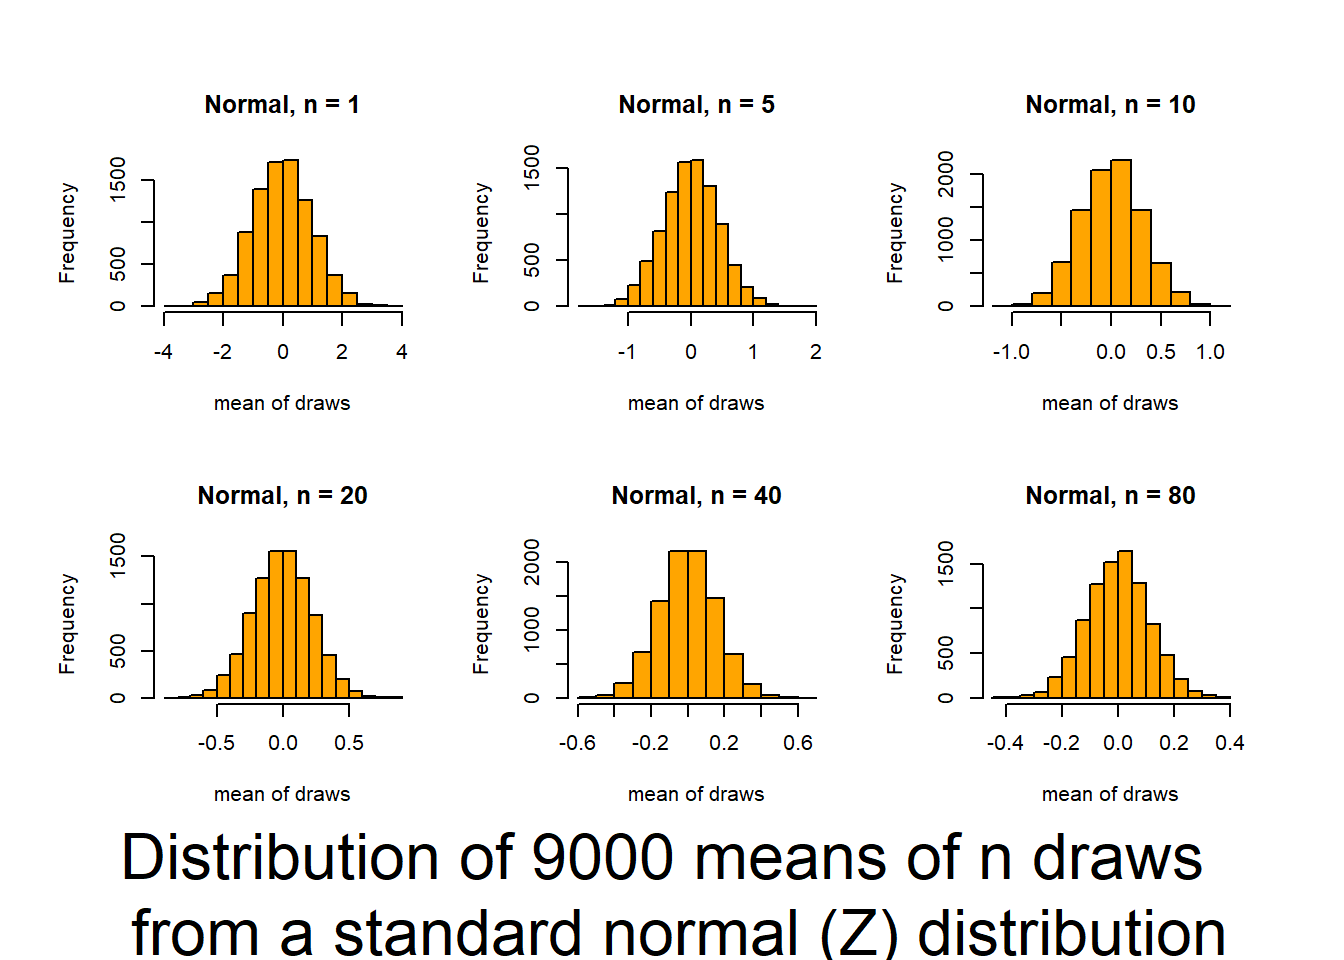 Normal, n = 1
Frequency
0 500 1500
-4 -2 0 2 4
mean of draws
Normal, n = 5
Frequency
0 500 1500
-1 0 1 2
mean of draws
Normal, n = 10
Frequency
0 1000 2000
-1.0 0.0 0.5 1.0
mean of draws
Normal, n = 20
Frequency
0 500 1500
-0.5 0.0 0.5
mean of draws
Normal, n = 40
Frequency
0 1000 2000
-0.6 -0.2 0.2 0.6
mean of draws
Normal, n = 80
Frequency
0 500 1500
-0.4 -0.2 0.0 0.2 0.4
mean of draws
Distribution of 9000 means of n draws
from a standard normal (Z) distribution